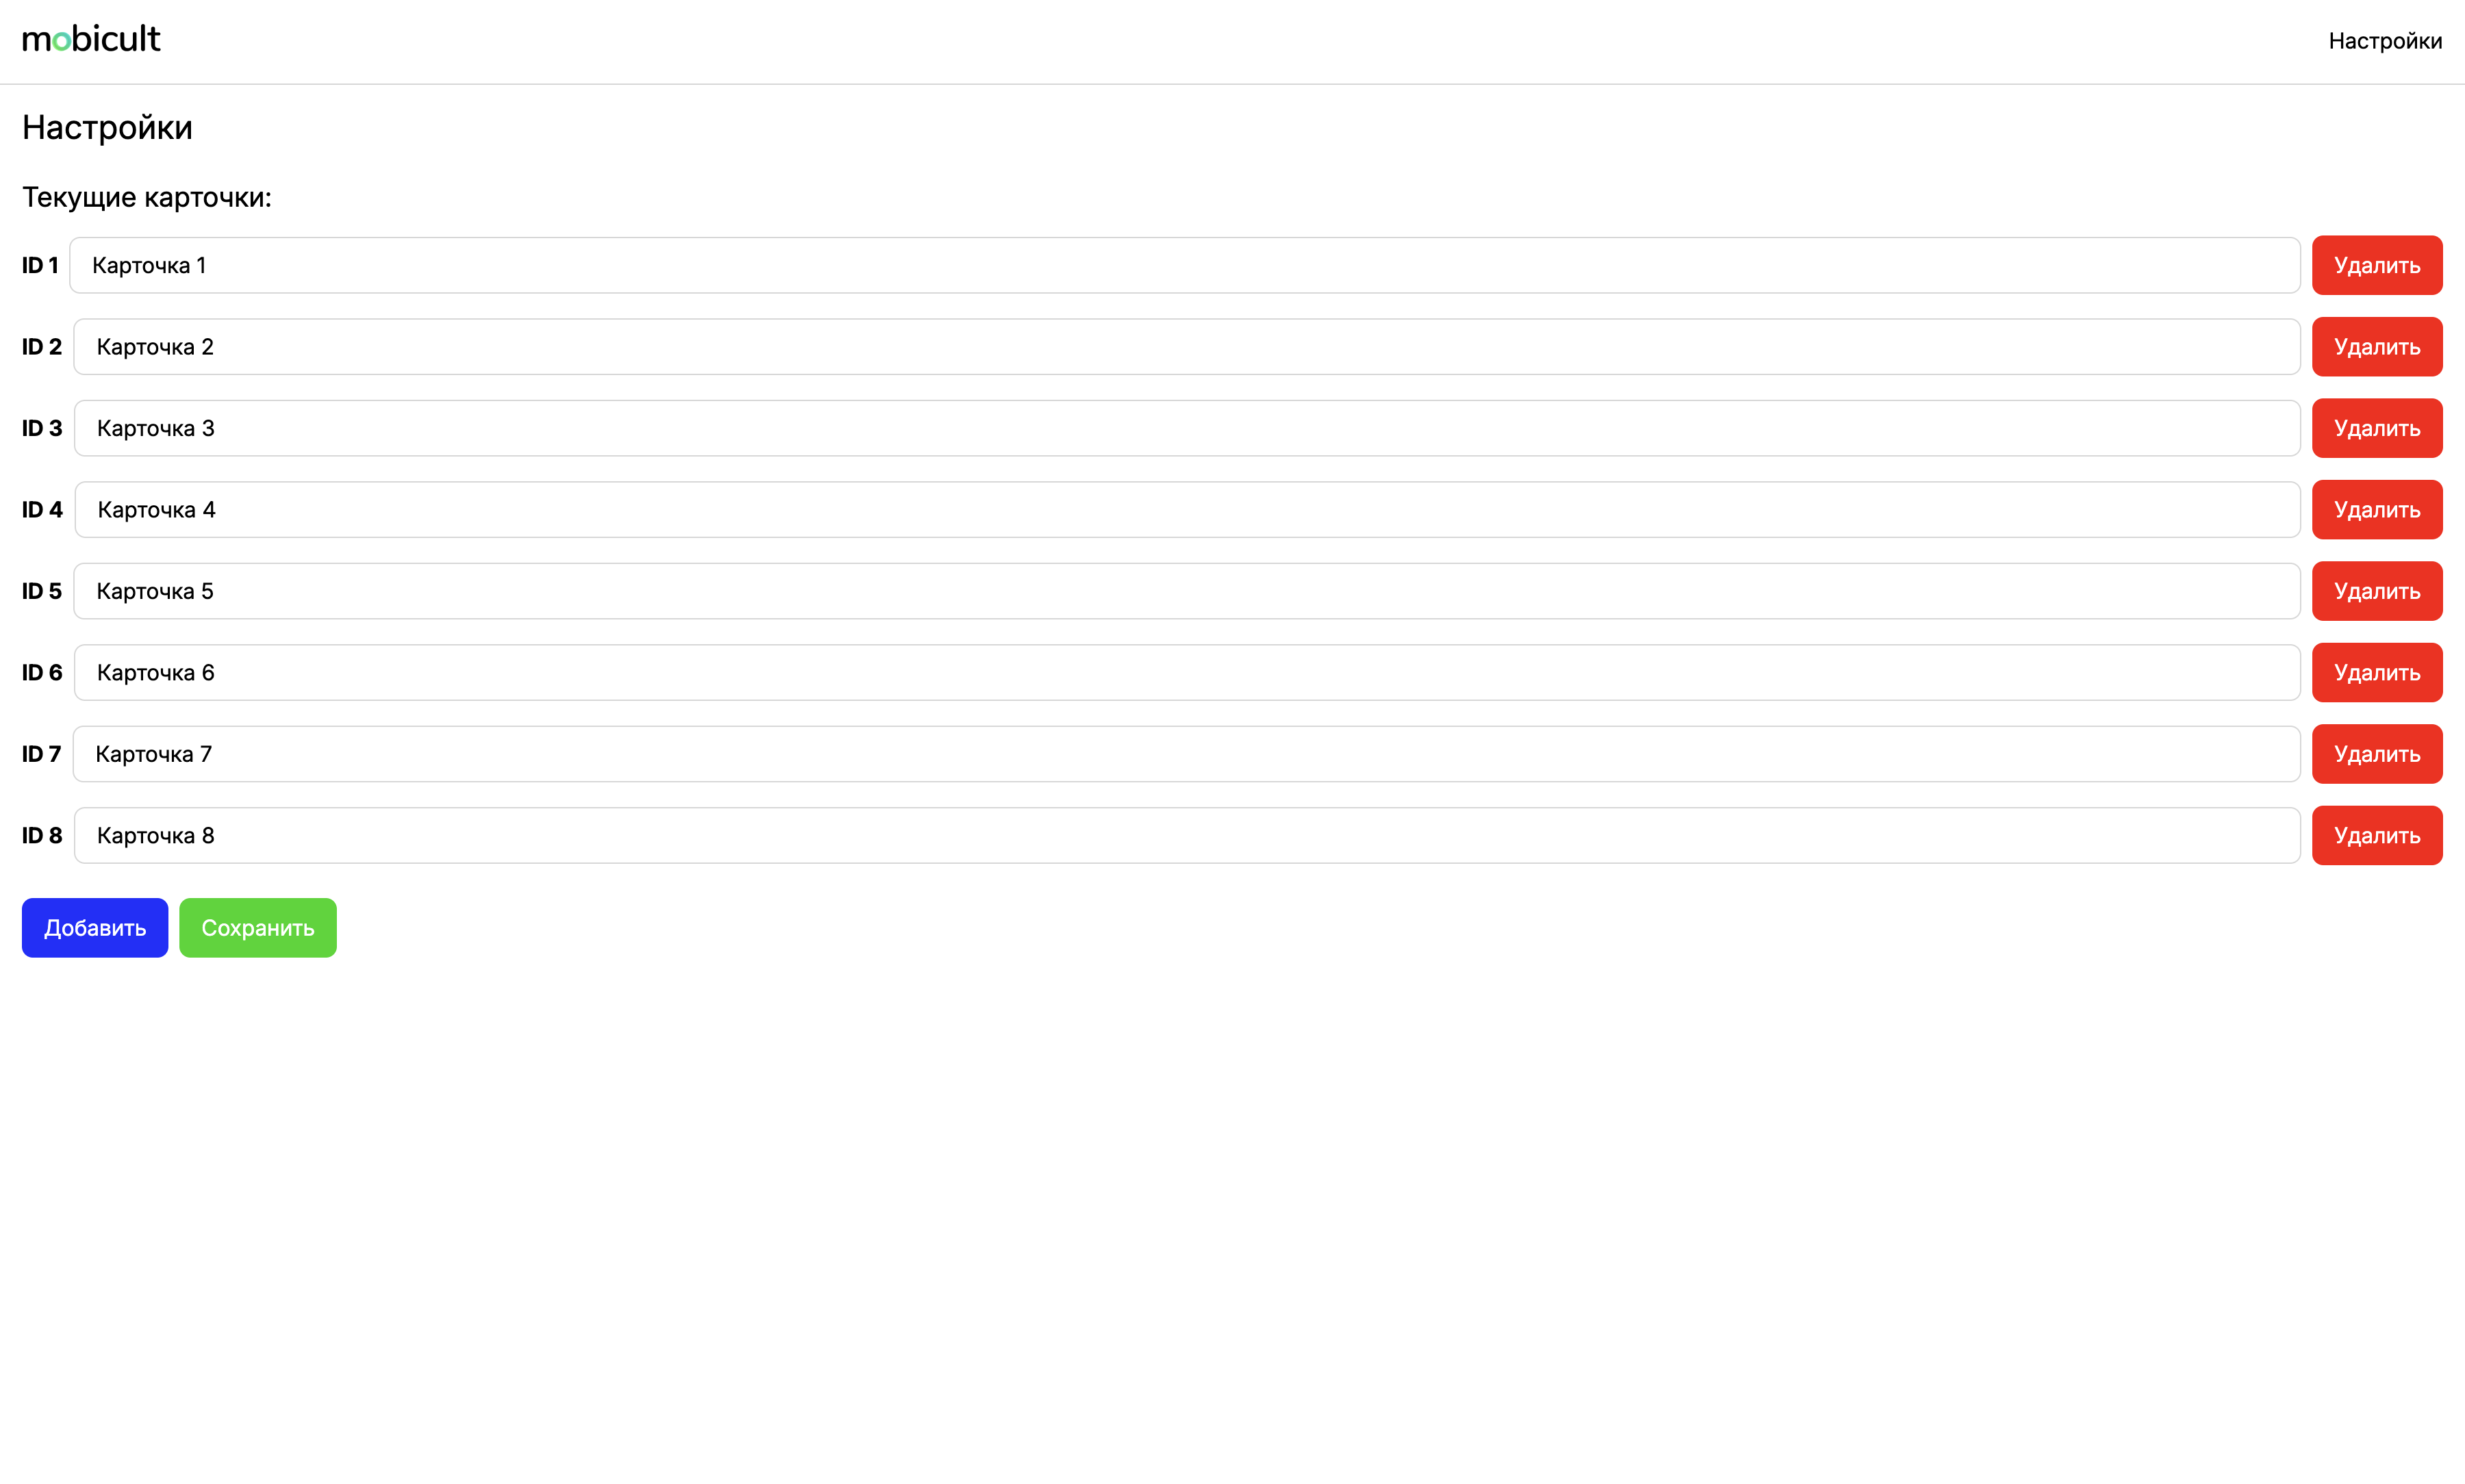 mobicult
Настройки
Настройки
Текущие карточки:
ID 1 Карточка 1 Удалить
ID 2 Карточка 2 Удалить
ID 3 Карточка 3 Удалить
ID 4 Карточка 4 Удалить
ID 5 Карточка 5 Удалить
ID 6 Карточка 6 Удалить
ID 7 Карточка 7 Удалить
ID 8 Карточка 8 Удалить
Добавить Сохранить